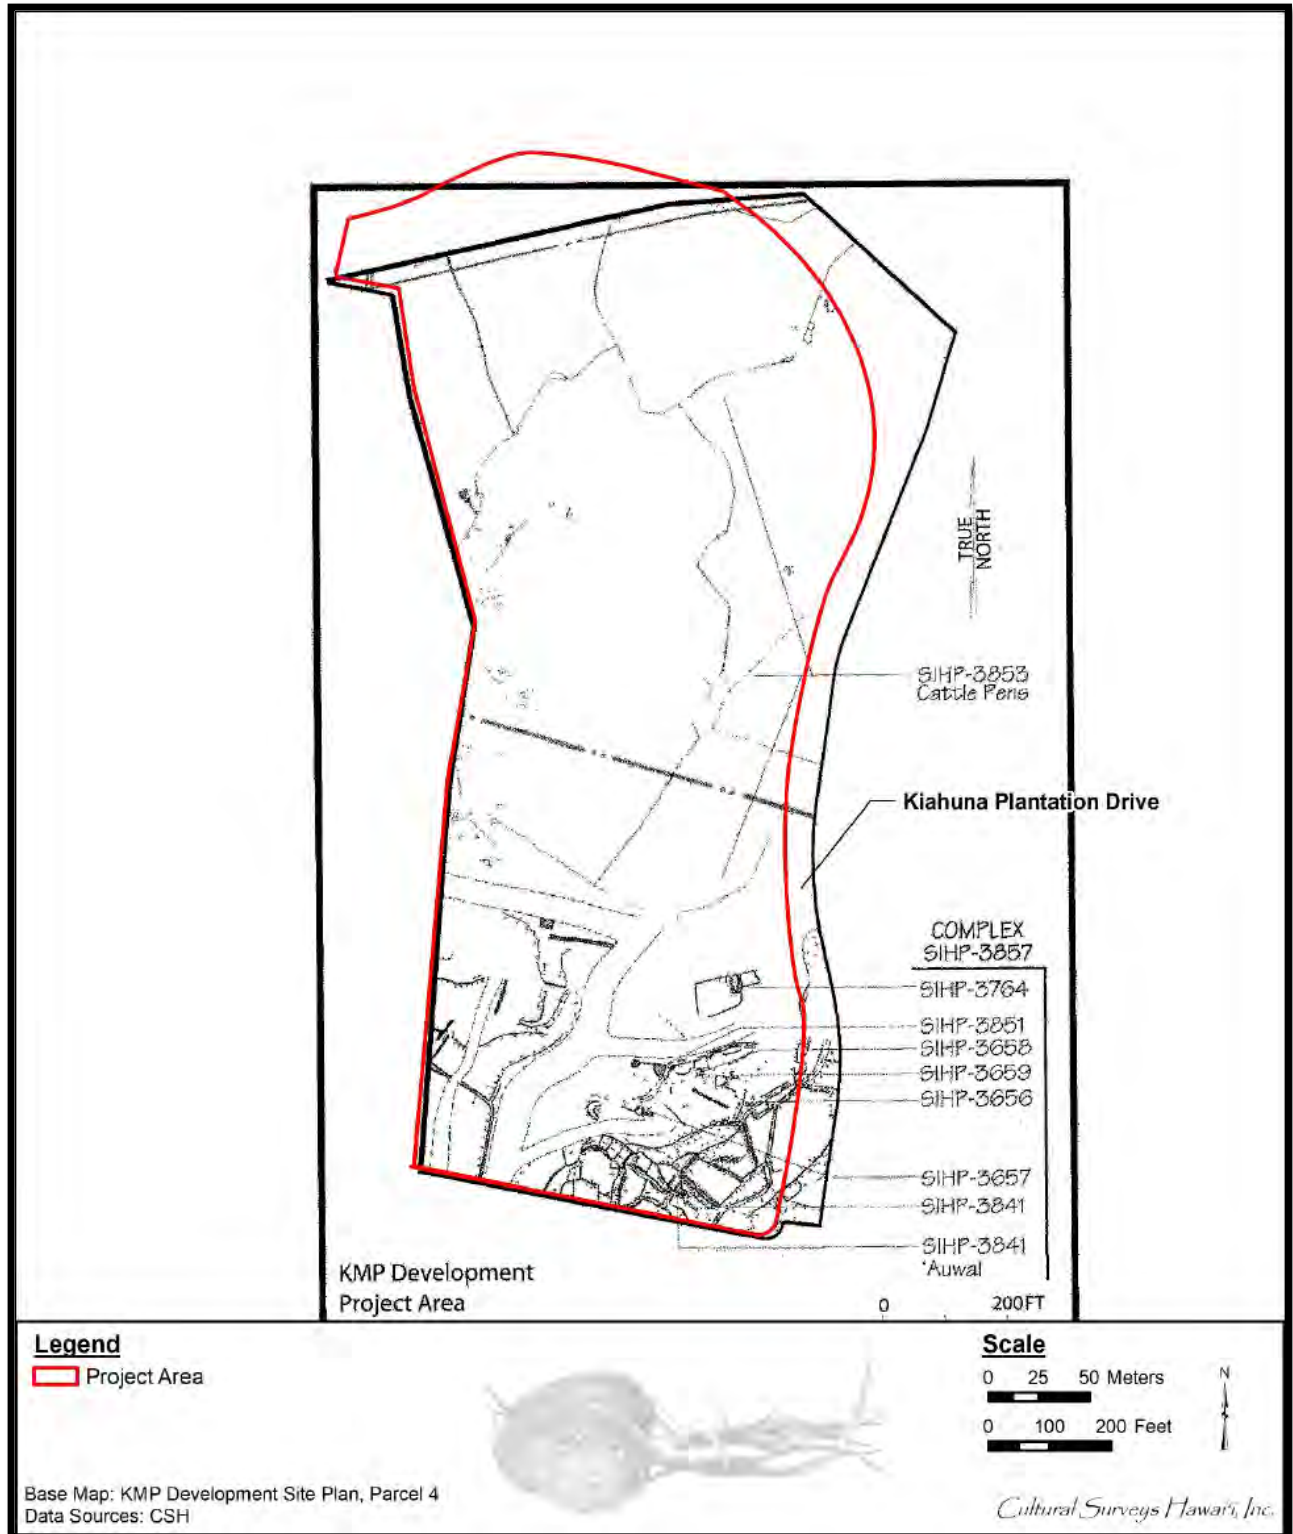 TRUE
NORTH
SIHP-3853
Cattle Pens
Kiahuna Plantation Drive
COMPLEX
SIHP-3857
SIHP-3764
SIHP-3851
SIHP-3658
SIHP-3659
SIHP-3656
SIHP-3657
SIHP-3841
SIHP-3841
'Auwai
KMP Development
Project Area
0 200FT
Legend
Project Area
Scale
0 25 50 Meters
0 100 200 Feet
N
Base Map: KMP Development Site Plan, Parcel 4
Data Sources: CSH
Cultural Surveys Hawai'i, Inc.